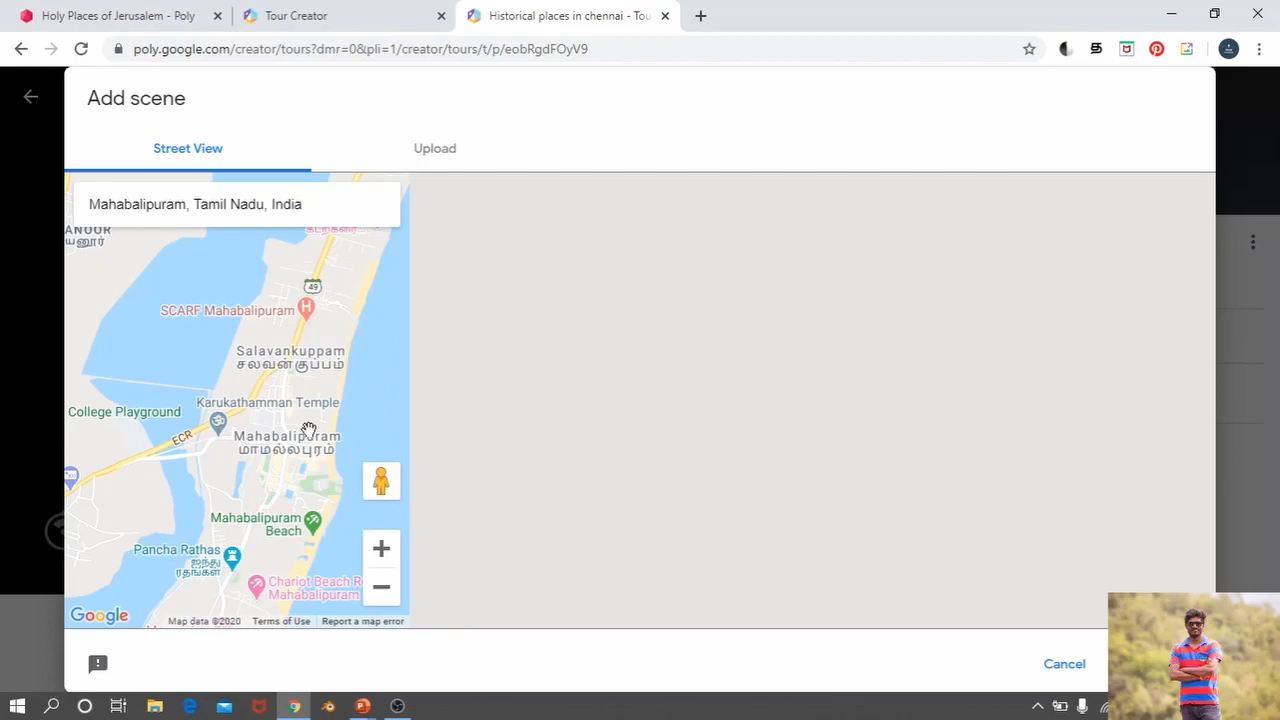 Holy Places of Jerusalem - Poly
Tour Creator
Historical places in chennai - Tou
poly.google.com/creator/tours?dmr=0&pli=1/creator/tours/t/p/eobRgdFOyV9
Add scene
Street View
Upload
Mahabalipuram, Tamil Nadu, India
ANOOR
யனூர்
49
SCARF Mahabalipuram
H
Salavankuppam
சலவன்குப்பம்
Karukathamman Temple
College Playground
ECR
Mahabalipuram
மாமல்லபுரம்
Mahabalipuram
Beach
Pancha Rathas
ஐந்து
ரதங்கள்
Chariot Beach Re
Mahabalipuram
Google
Map data ©2020
Terms of Use
Report a map error
Cancel